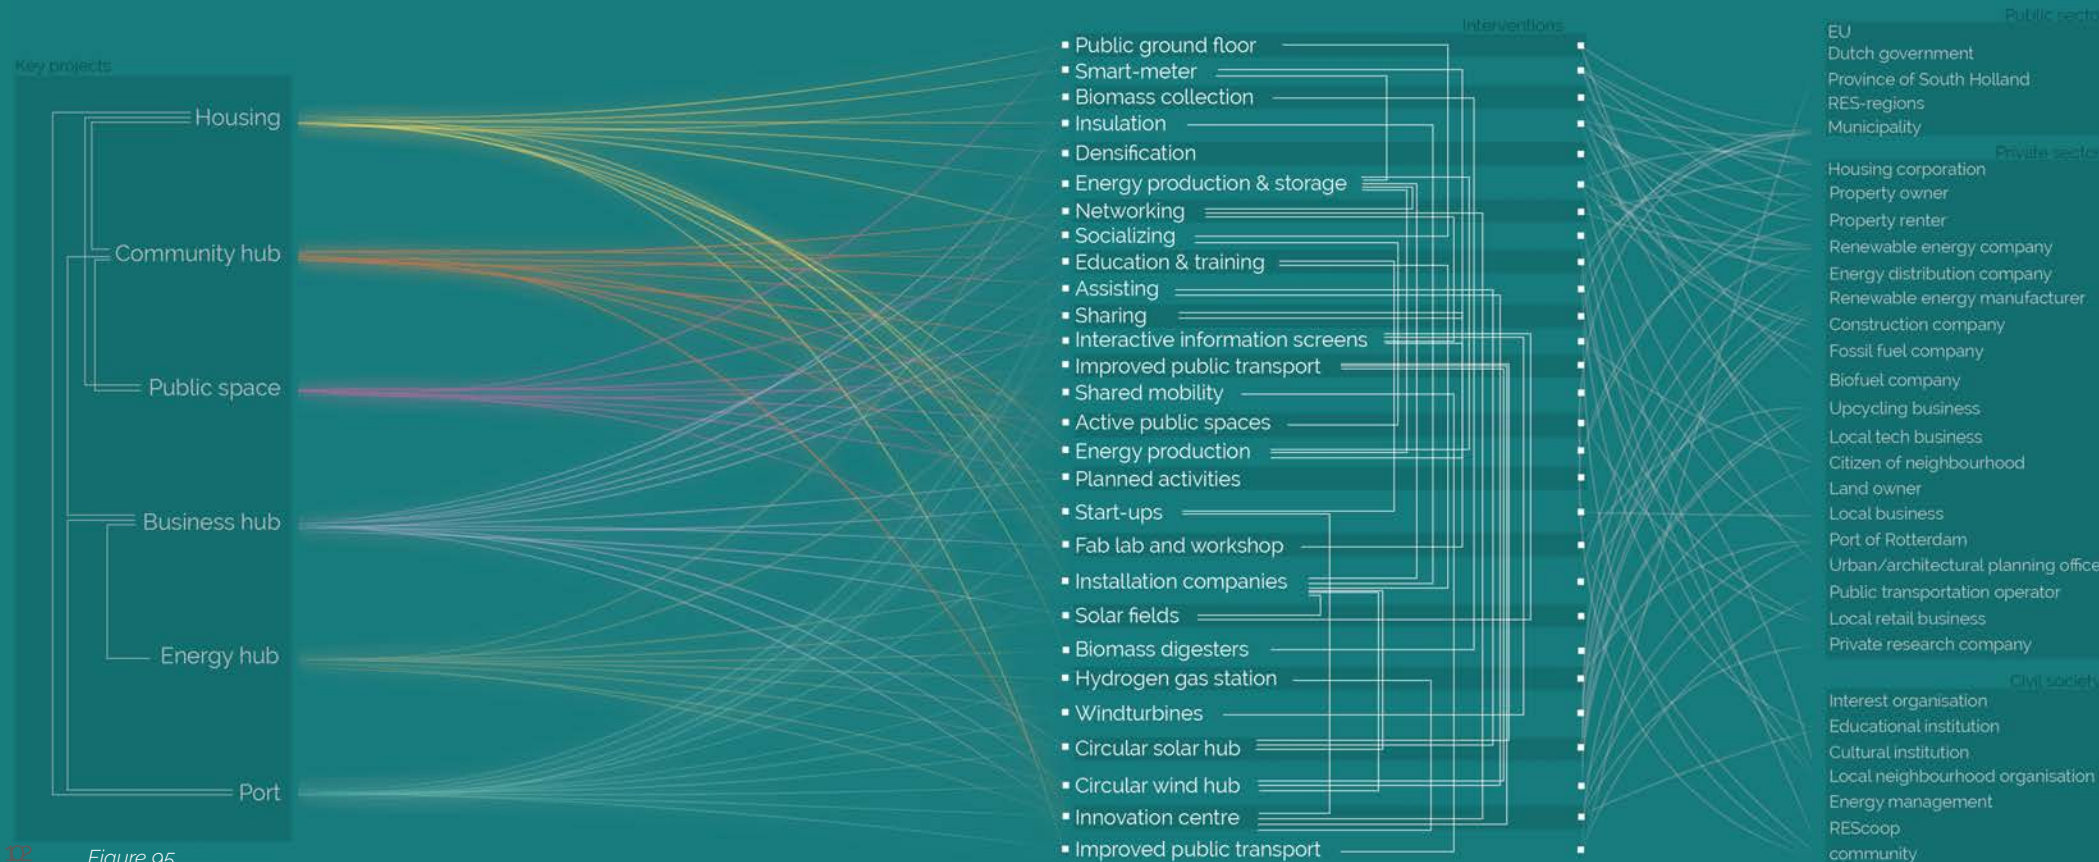 Key projects
Housing
Community hub
Public space
Business hub
Energy hub
Port
Interventions
Public ground floor
Smart-meter
Biomass collection
Insulation
Densification
Energy production & storage
Networking
Socializing
Education & training
Assisting
Sharing
Interactive information screens
Improved public transport
Shared mobility
Active public spaces
Energy production
Planned activities
Start-ups
Fab lab and workshop
Installation companies
Solar fields
Biomass digesters
Hydrogen gas station
Windturbines
Circular solar hub
Circular wind hub
Innovation centre
Improved public transport
Public secto
EU
Dutch government
Province of South Holland
RES-regions
Municipality
Private sector
Housing corporation
Property owner
Property renter
Renewable energy company
Energy distribution company
Renewable energy manufacturer
Construction company
Fossil fuel company
Biofuel company
Upcycling business
Local tech business
Citizen of neighbourhood
Land owner
Local business
Port of Rotterdam
Urban/architectural planning office
Public transportation operator
Local retail business
Private research company
Civil society
Interest organisation
Educational institution
Cultural institution
Local neighbourhood organisation
Energy management
REScoop
community
Figure 95